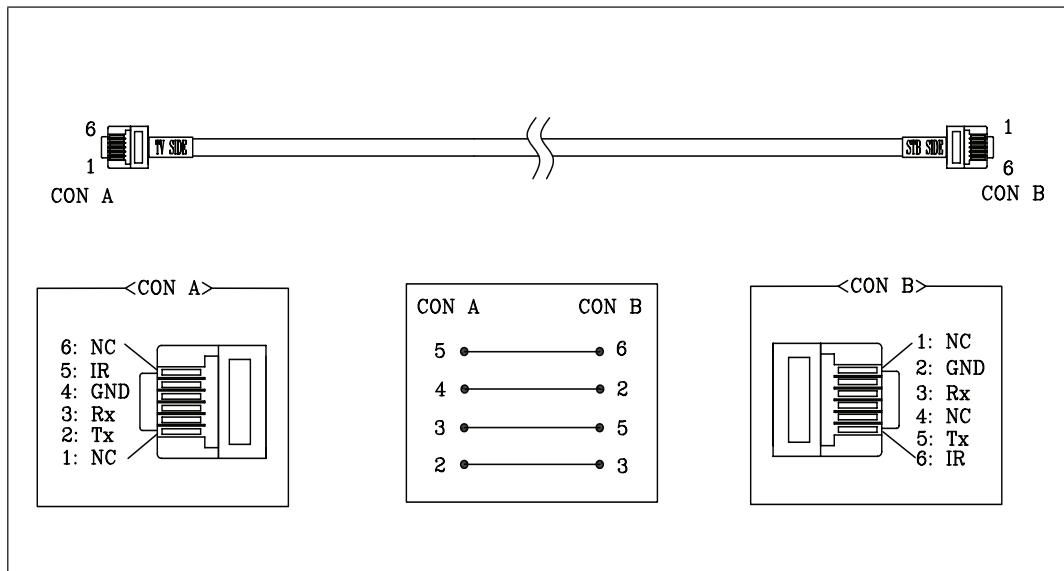 6
1
CON A
TV SIDE
STB SIDE
1
6
CON B
<CON A>
6: NC
5: IR
4: GND
3: Rx
2: Tx
1: NC
CON A CON B
5 6
4 2
3 5
2 3
<CON B>
1: NC
2: GND
3: Rx
4: NC
5: Tx
6: IR